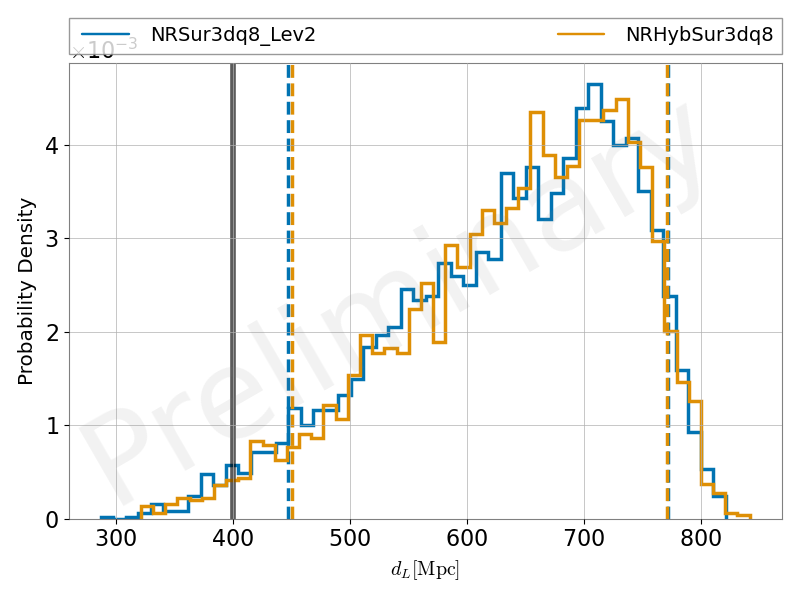 NRSur3dq8_Lev2 NRHybSur3dq8
×10⁻³
Preliminary
4
3
2
1
0
Probability Density
300 400 500 600 700 800
d_L[Mpc]